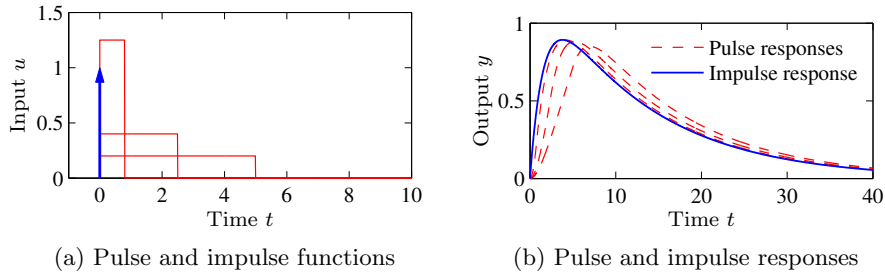 1.5
1
0.5
0
Input u
0 2 4 6 8 10
Time t
(a) Pulse and impulse functions
1
0.5
0
Output y
Pulse responses
Impulse response
0 10 20 30 40
Time t
(b) Pulse and impulse responses